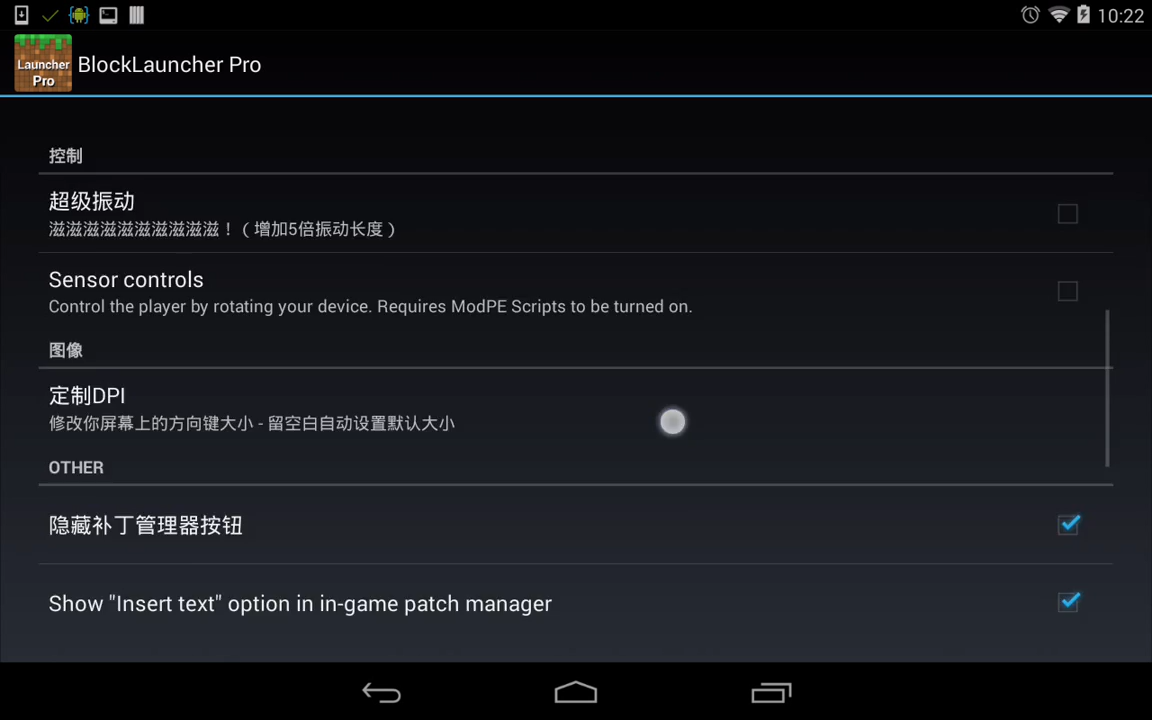 10:22
Launcher
Pro
BlockLauncher Pro
控制
超级振动
滋滋滋滋滋滋滋滋滋滋！（增加5倍振动长度）
Sensor controls
Control the player by rotating your device. Requires ModPE Scripts to be turned on.
图像
定制DPI
修改你屏幕上的方向键大小 - 留空白自动设置默认大小
OTHER
隐藏补丁管理器按钮
Show "Insert text" option in in-game patch manager